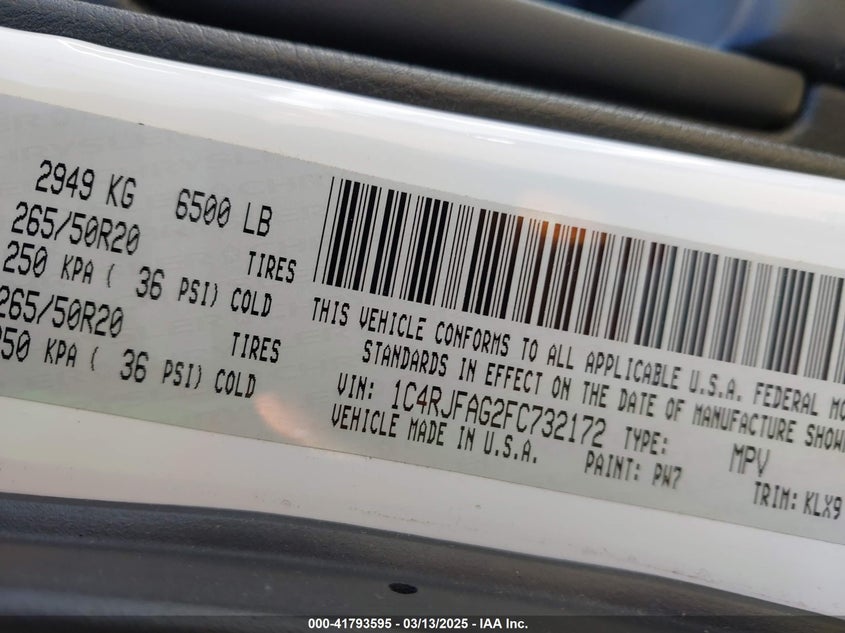 2949 KG 6500 LB
265/50R20
TIRES
250 KPA ( 36 PSI) COLD
265/50R20
TIRES
50 KPA ( 36 PSI) COLD
THIS VEHICLE CONFORMS TO ALL APPLICABLE U.S.A. FEDERAL
STANDARDS IN EFFECT ON THE DATE OF MANUFACTURE
VIN: 1C4RJFAG2FC732172 TYPE: MPV
VEHICLE MADE IN U.S.A. PAINT: PW7 TRIM: KLX9
000-41793595 - 03/13/2025 - IAA Inc.